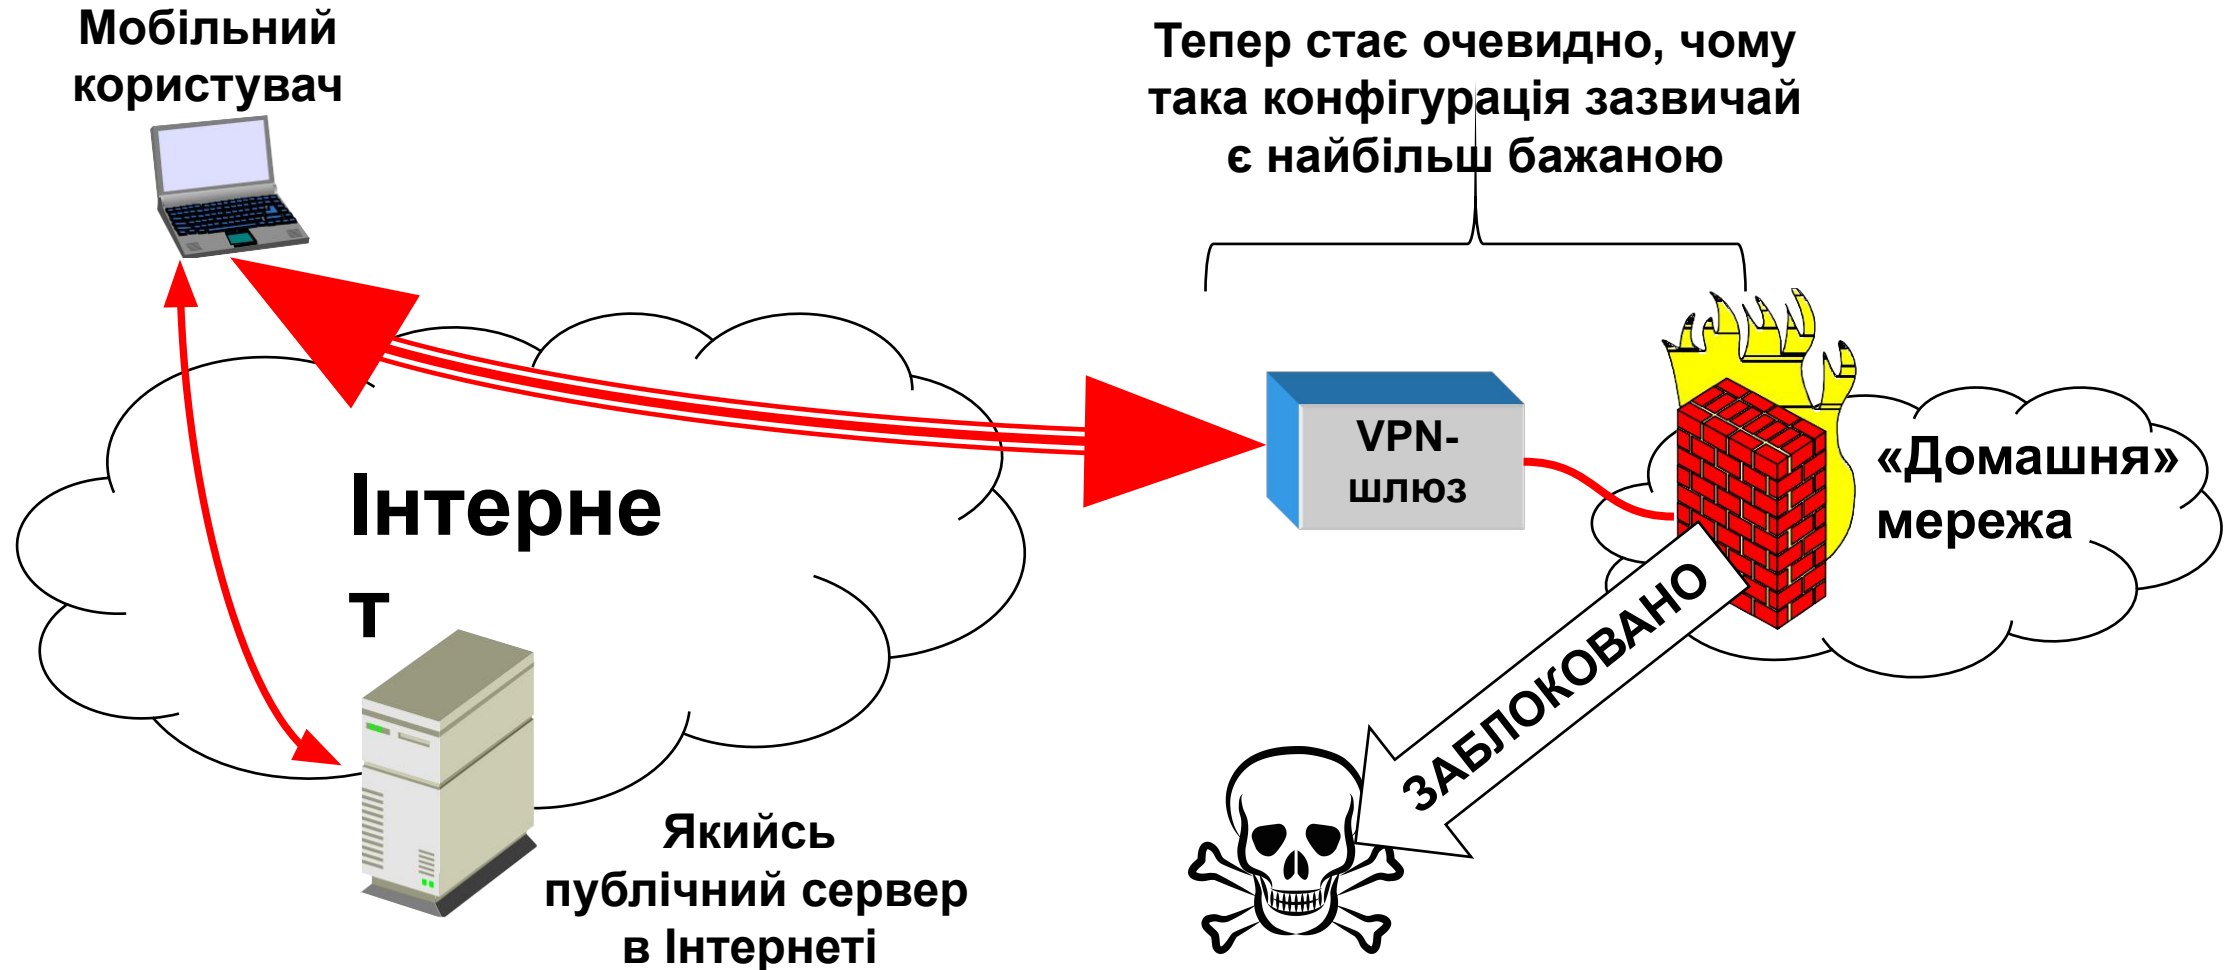 Мобільний
користувач
Тепер стає очевидно, чому
така конфігурація зазвичай
є найбільш бажаною
VPN-
шлюз
«Домашня»
мережа
Інтерне
т
ЗАБЛОКОВАНО
Якийсь
публічний сервер
в Інтернеті